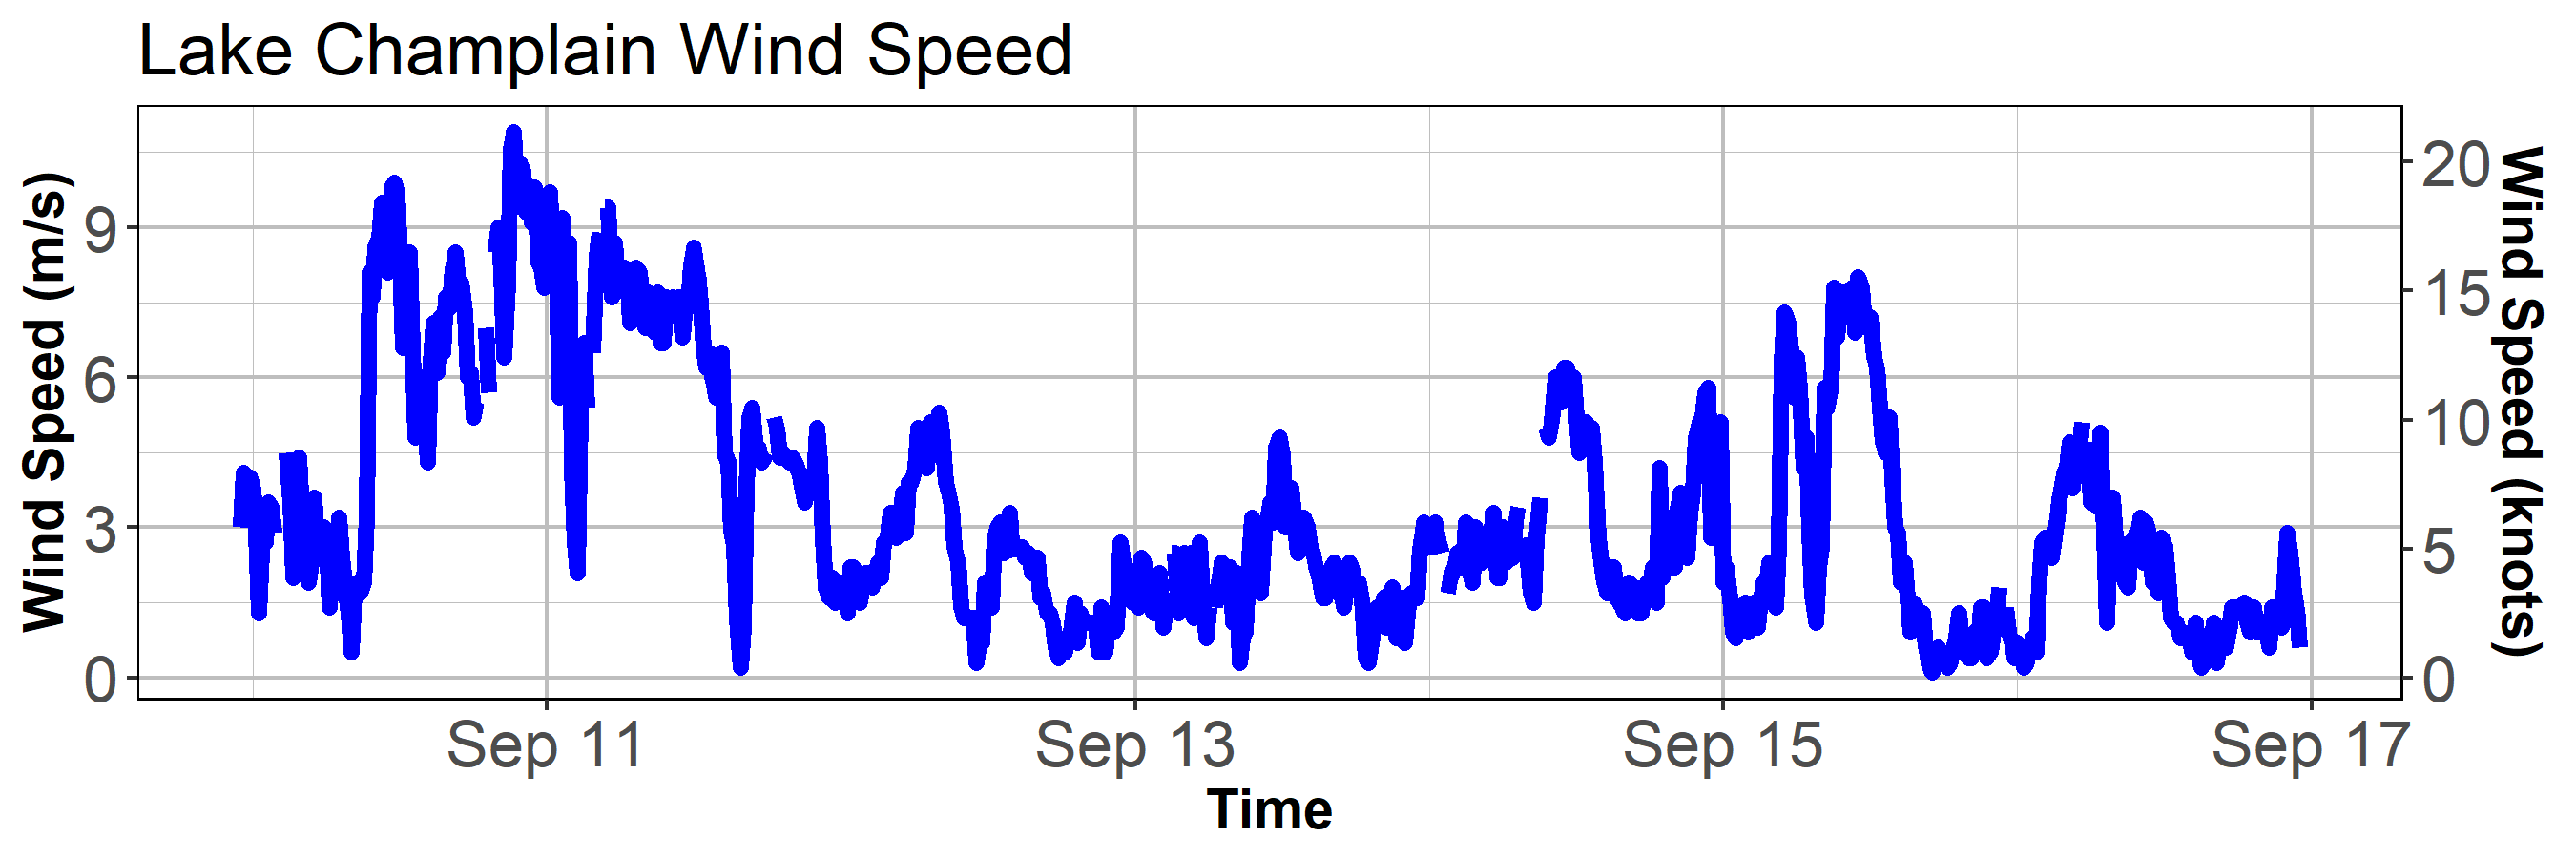 Lake Champlain Wind Speed
Wind Speed (m/s)
9
6
3
0
20
15
10
5
0
Wind Speed (knots)
Sep 11
Sep 13
Sep 15
Sep 17
Time